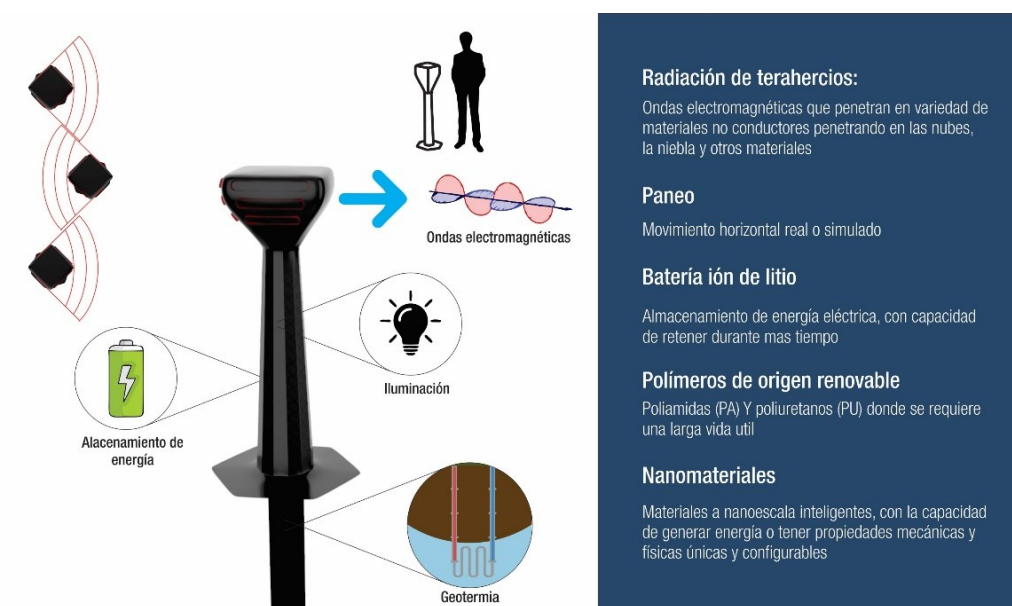 Ondas electromagnéticas
Iluminación
Alacenamiento de
energía
Geotermia
Radiación de terahercios:
Ondas electromagnéticas que penetran en variedad de
materiales no conductores penetrando en las nubes,
la niebla y otros materiales
Paneo
Movimiento horizontal real o simulado
Batería ión de litio
Almacenamiento de energía eléctrica, con capacidad
de retener durante mas tiempo
Polímeros de origen renovable
Poliamidas (PA) Y poliuretanos (PU) donde se requiere
una larga vida util
Nanomateriales
Materiales a nanoescala inteligentes, con la capacidad
de generar energía o tener propiedades mecánicas y
físicas únicas y configurables